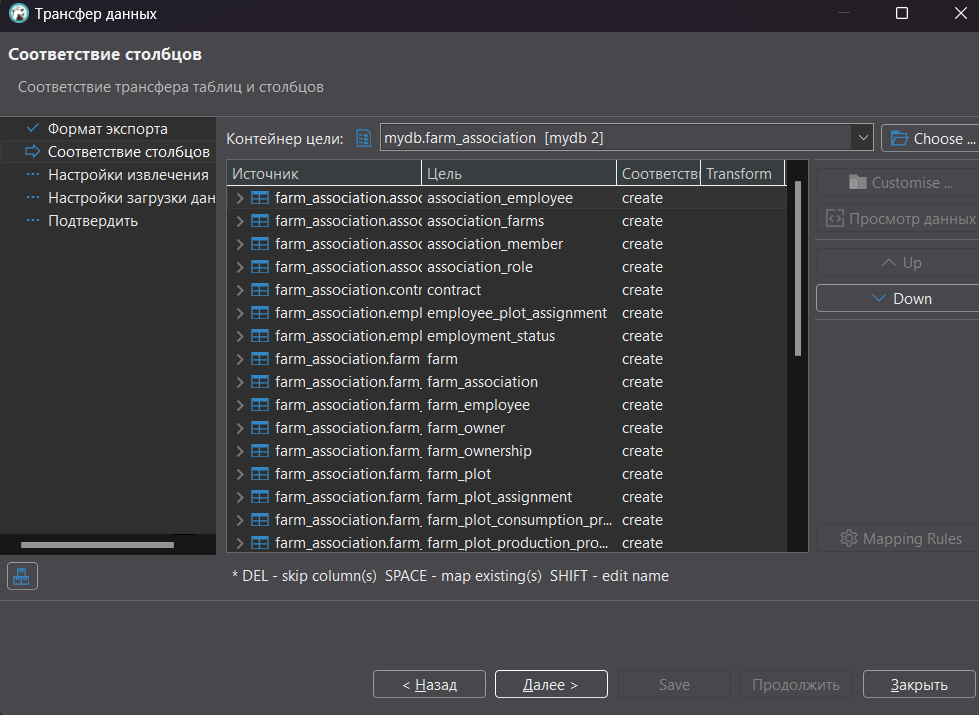 Трансфер данных
Соответствие столбцов
Соответствие трансфера таблиц и столбцов
Формат экспорта
Соответствие столбцов
Настройки извлечения
Настройки загрузки дан
Подтвердить
Контейнер цели: mydb.farm_association [mydb 2] Choose ...
Источник Цель Соответстви Transform
farm_association.assoc association_employee create
farm_association.assoc association_farms create
farm_association.assoc association_member create
farm_association.assoc association_role create
farm_association.contr contract create
farm_association.empl employee_plot_assignment create
farm_association.empl employment_status create
farm_association.farm farm create
farm_association.farm_ farm_association create
farm_association.farm_ farm_employee create
farm_association.farm_ farm_owner create
farm_association.farm_ farm_ownership create
farm_association.farm_ farm_plot create
farm_association.farm_ farm_plot_assignment create
farm_association.farm_ farm_plot_consumption_pr... create
farm_association.farm_ farm_plot_production_pro... create
Customise ...
Просмотр данных
Up
Down
Mapping Rules
* DEL - skip column(s) SPACE - map existing(s) SHIFT - edit name
< Назад Далее > Save Продолжить Закрыть